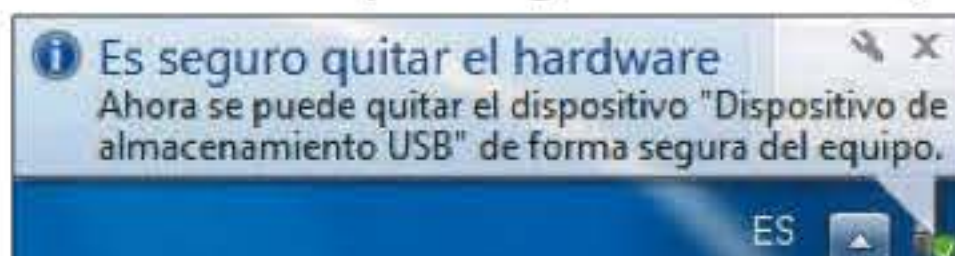 Es seguro quitar el hardware
Ahora se puede quitar el dispositivo "Dispositivo de
almacenamiento USB" de forma segura del equipo.
ES